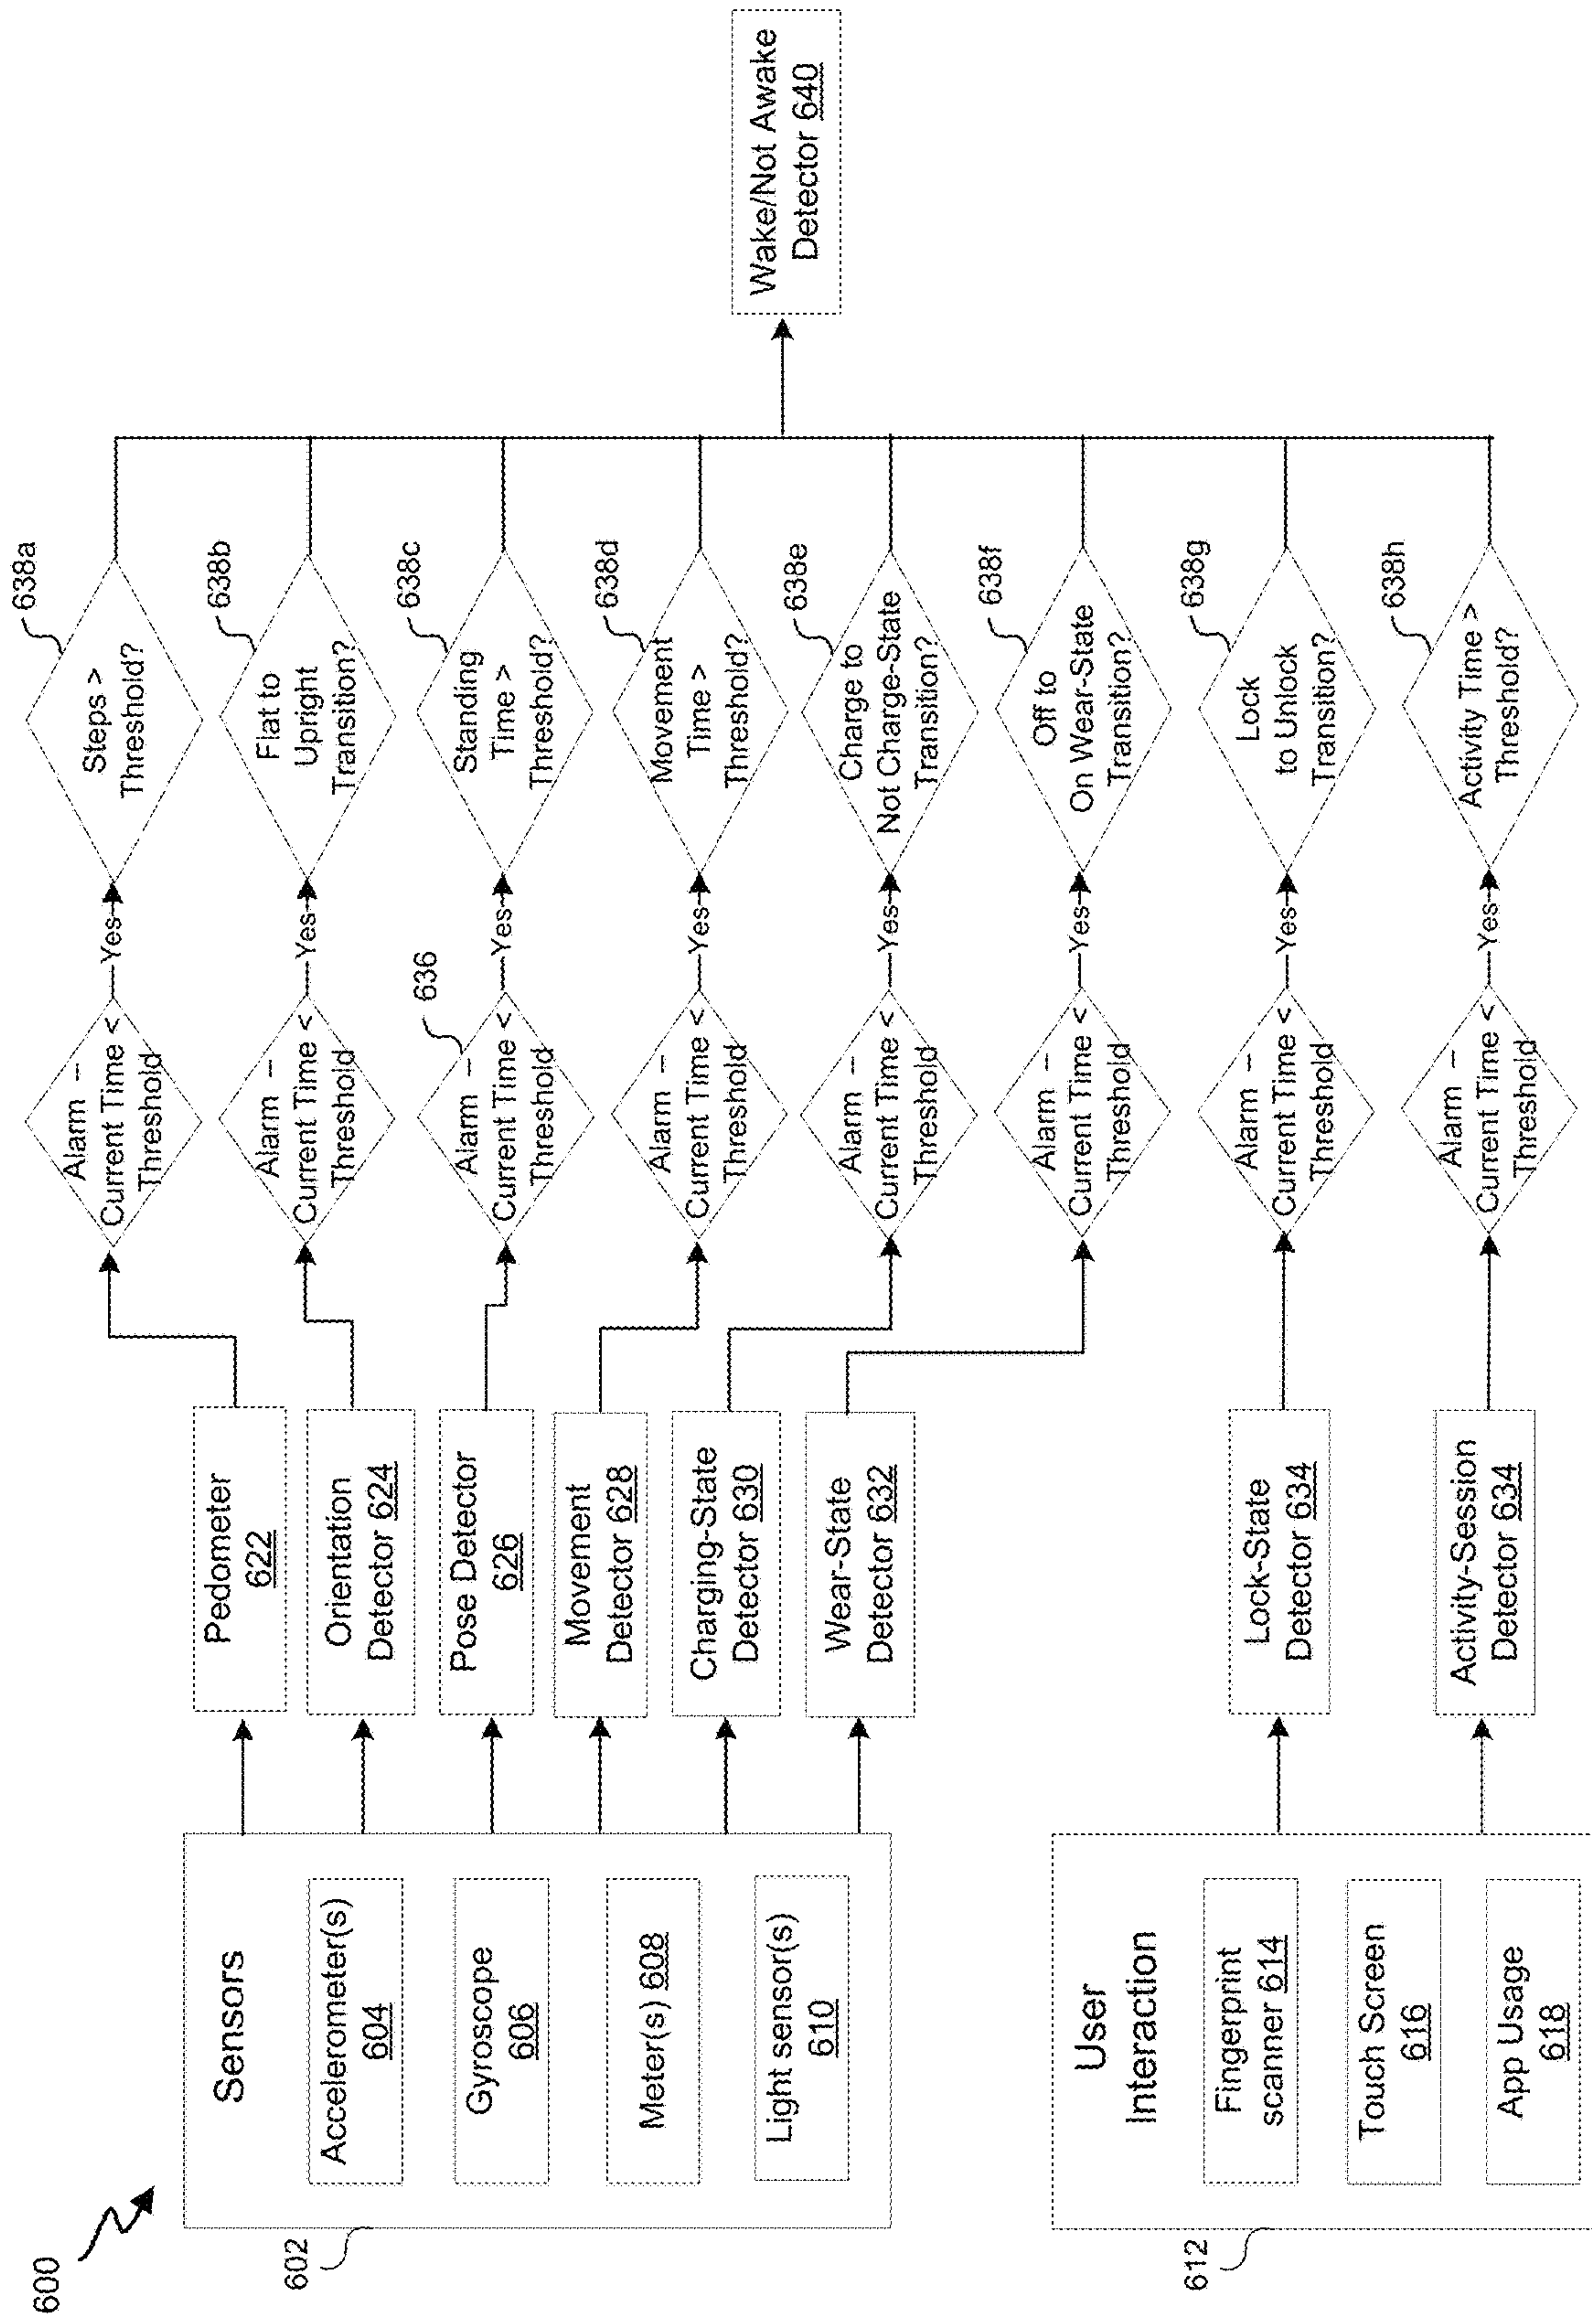 600
602
Sensors
Accelerometer(s)
604
Gyroscope
606
Meter(s) 608
Light sensor(s)
610
612
User
Interaction
Fingerprint
scanner 614
Touch Screen
616
App Usage
618
Pedometer
622
Orientation
Detector 624
Pose Detector
626
Movement
Detector 628
Charging-State
Detector 630
Wear-State
Detector 632
Lock-State
Detector 634
Activity-Session
Detector 634
Alarm –
Current Time <
Threshold
Yes
Alarm –
Current Time <
Threshold
Yes
636
Alarm –
Current Time <
Threshold
Yes
Alarm –
Current Time <
Threshold
Yes
Alarm –
Current Time <
Threshold
Yes
Alarm –
Current Time <
Threshold
Yes
Alarm –
Current Time <
Threshold
Yes
Alarm –
Current Time <
Threshold
Yes
638a
Steps >
Threshold?
638b
Flat to
Upright
Transition?
638c
Standing
Time >
Threshold?
638d
Movement
Time >
Threshold?
638e
Charge to
Not Charge-State
Transition?
638f
Off to
On Wear-State
Transition?
638g
Lock
to Unlock
Transition?
638h
Activity Time >
Threshold?
Wake/Not Awake
Detector 640